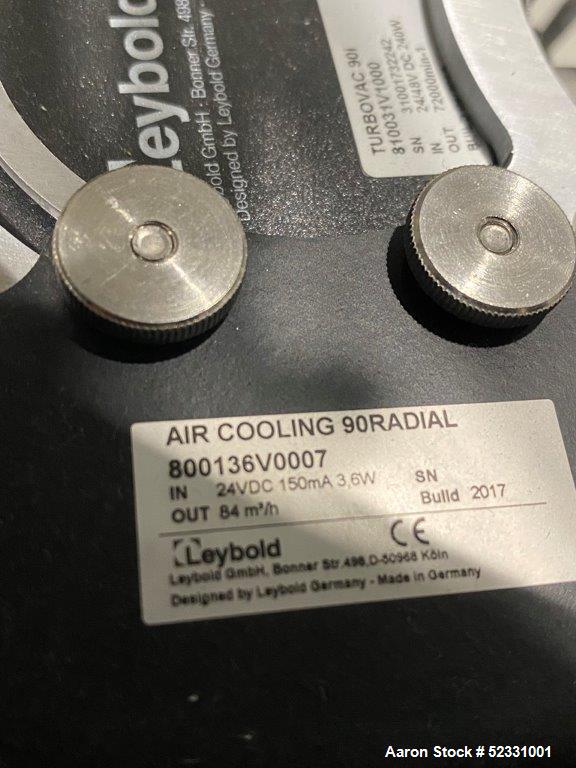 Leybold
old GmbH · Bonner Str. 498
Designed by Leybold Germany -
TURBOVAC 90 i
810031V1000
SN 31001732242
IN 24/48V DC 240W
72000min-1
OUT
AIR COOLING 90RADIAL
800136V0007
IN 24VDC 150mA 3,6W SN
OUT 84 m³/h Build 2017
CE
Leybold
Leybold GmbH, Bonner Str.498,D-50968 Köln
Designed by Leybold Germany - Made in Germany
Aaron Stock # 52331001